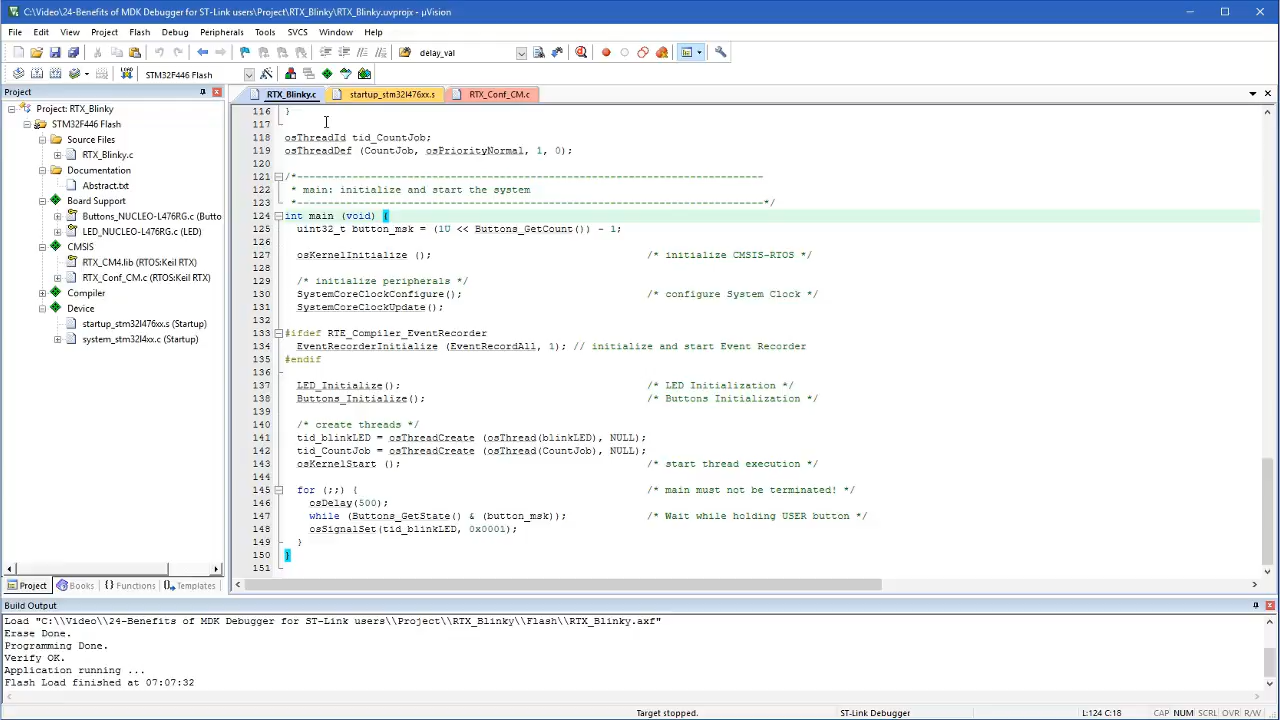 C:\Video\24-Benefits of MDK Debugger for ST-Link users\Project\RTX_Blinky.uvprojx - µVision
File Edit View Project Flash Debug Peripherals Tools SVCS Window Help
delay_val
STM32F446 Flash
Project
Project: RTX_Blinky
STM32F446 Flash
Source Files
RTX_Blinky.c
Documentation
Abstract.txt
Board Support
Buttons_NUCLEO-L476RG.c (Butto
LED_NUCLEO-L476RG.c (LED)
CMSIS
RTX_CM4.lib (RTOS:Keil RTX)
RTX_Conf_CM.c (RTOS:Keil RTX)
Compiler
Device
startup_stm32l476xx.s (Startup)
system_stm32l4xx.c (Startup)
Project Books {} Functions Templates
RTX_Blinky.c startup_stm32l476xx.s RTX_Conf_CM.c
116 }
117
118 osThreadId tid_CountJob;
119 osThreadDef (CountJob, osPriorityNormal, 1, 0);
120
121 /*----------------------------------------------------------------------------
122 * main: initialize and start the system
123 *----------------------------------------------------------------------------*/
124 int main (void) {
125 uint32_t button_msk = (1U << Buttons_GetCount()) - 1;
126
127 osKernelInitialize (); /* initialize CMSIS-RTOS */
128
129 /* initialize peripherals */
130 SystemCoreClockConfigure(); /* configure System Clock */
131 SystemCoreClockUpdate();
132
133 #ifdef RTE_Compiler_EventRecorder
134 EventRecorderInitialize (EventRecordAll, 1); // initialize and start Event Recorder
135 #endif
136
137 LED_Initialize(); /* LED Initialization */
138 Buttons_Initialize(); /* Buttons Initialization */
139
140 /* create threads */
141 tid_blinkLED = osThreadCreate (osThread(blinkLED), NULL);
142 tid_CountJob = osThreadCreate (osThread(CountJob), NULL);
143 osKernelStart (); /* start thread execution */
144
145 for (;;) { /* main must not be terminated! */
146 osDelay(500);
147 while (Buttons_GetState() & (button_msk)); /* Wait while holding USER button */
148 osSignalSet(tid_blinkLED, 0x0001);
149 }
150 }
151
Build Output
Load "C:\\Video\\24-Benefits of MDK Debugger for ST-Link users\\Project\\RTX_Blinky\\Flash\\RTX_Blinky.axf"
Erase Done.
Programming Done.
Verify OK.
Application running ...
Flash Load finished at 07:07:32
Target stopped. ST-Link Debugger L:124 C:18 CAP NUM SCRL OVR R/W